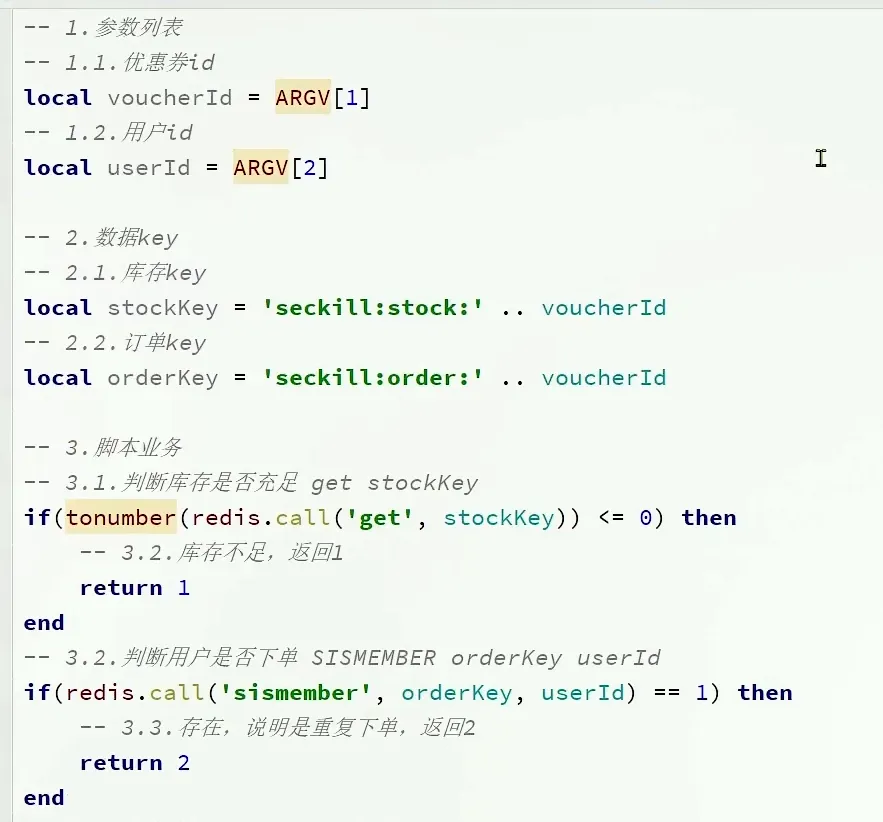 -- 1.参数列表
-- 1.1.优惠券id
local voucherId = ARGV[1]
-- 1.2.用户id
local userId = ARGV[2]
-- 2.数据key
-- 2.1.库存key
local stockKey = 'seckill:stock:' .. voucherId
-- 2.2.订单key
local orderKey = 'seckill:order:' .. voucherId
-- 3.脚本业务
-- 3.1.判断库存是否充足 get stockKey
if(tonumber(redis.call('get', stockKey)) <= 0) then
    -- 3.2.库存不足，返回1
    return 1
end
-- 3.2.判断用户是否下单 SISMEMBER orderKey userId
if(redis.call('sismember', orderKey, userId) == 1) then
    -- 3.3.存在，说明是重复下单，返回2
    return 2
end